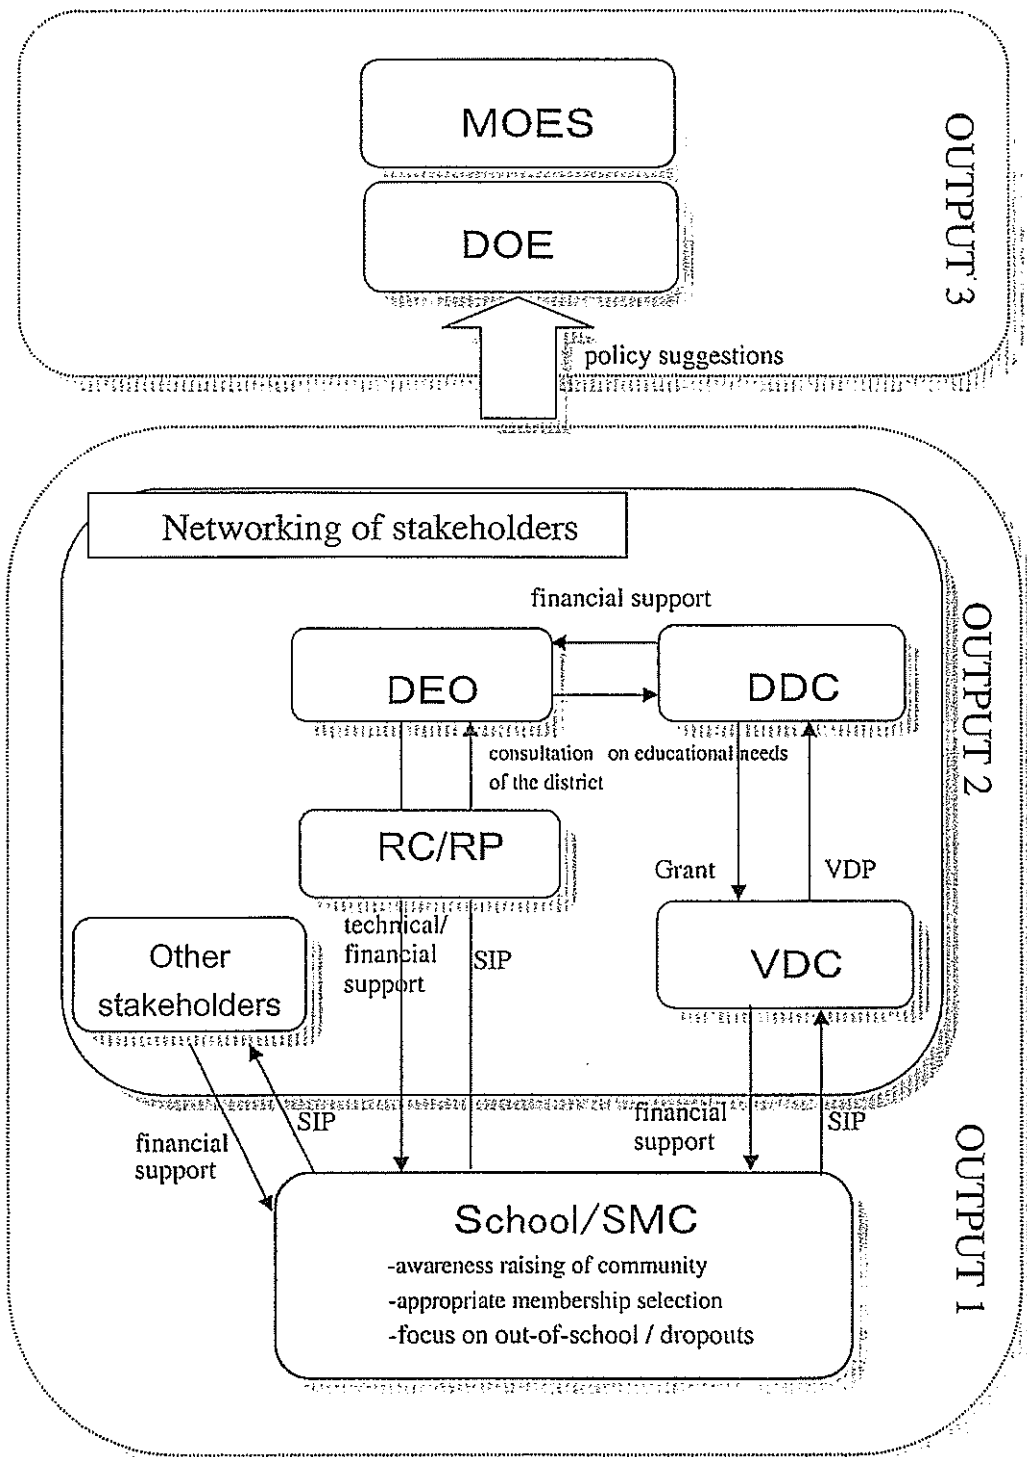 MOES
DOE
OUTPUT 3
policy suggestions
Networking of stakeholders
financial support
DEO
DDC
OUTPUT 2
consultation on educational needs
of the district
RC/RP
Grant
VDP
technical/
financial
support
SIP
Other
stakeholders
VDC
SIP
financial
support
financial
support
SIP
OUTPUT 1
School/SMC
-awareness raising of community
-appropriate membership selection
-focus on out-of-school / dropouts